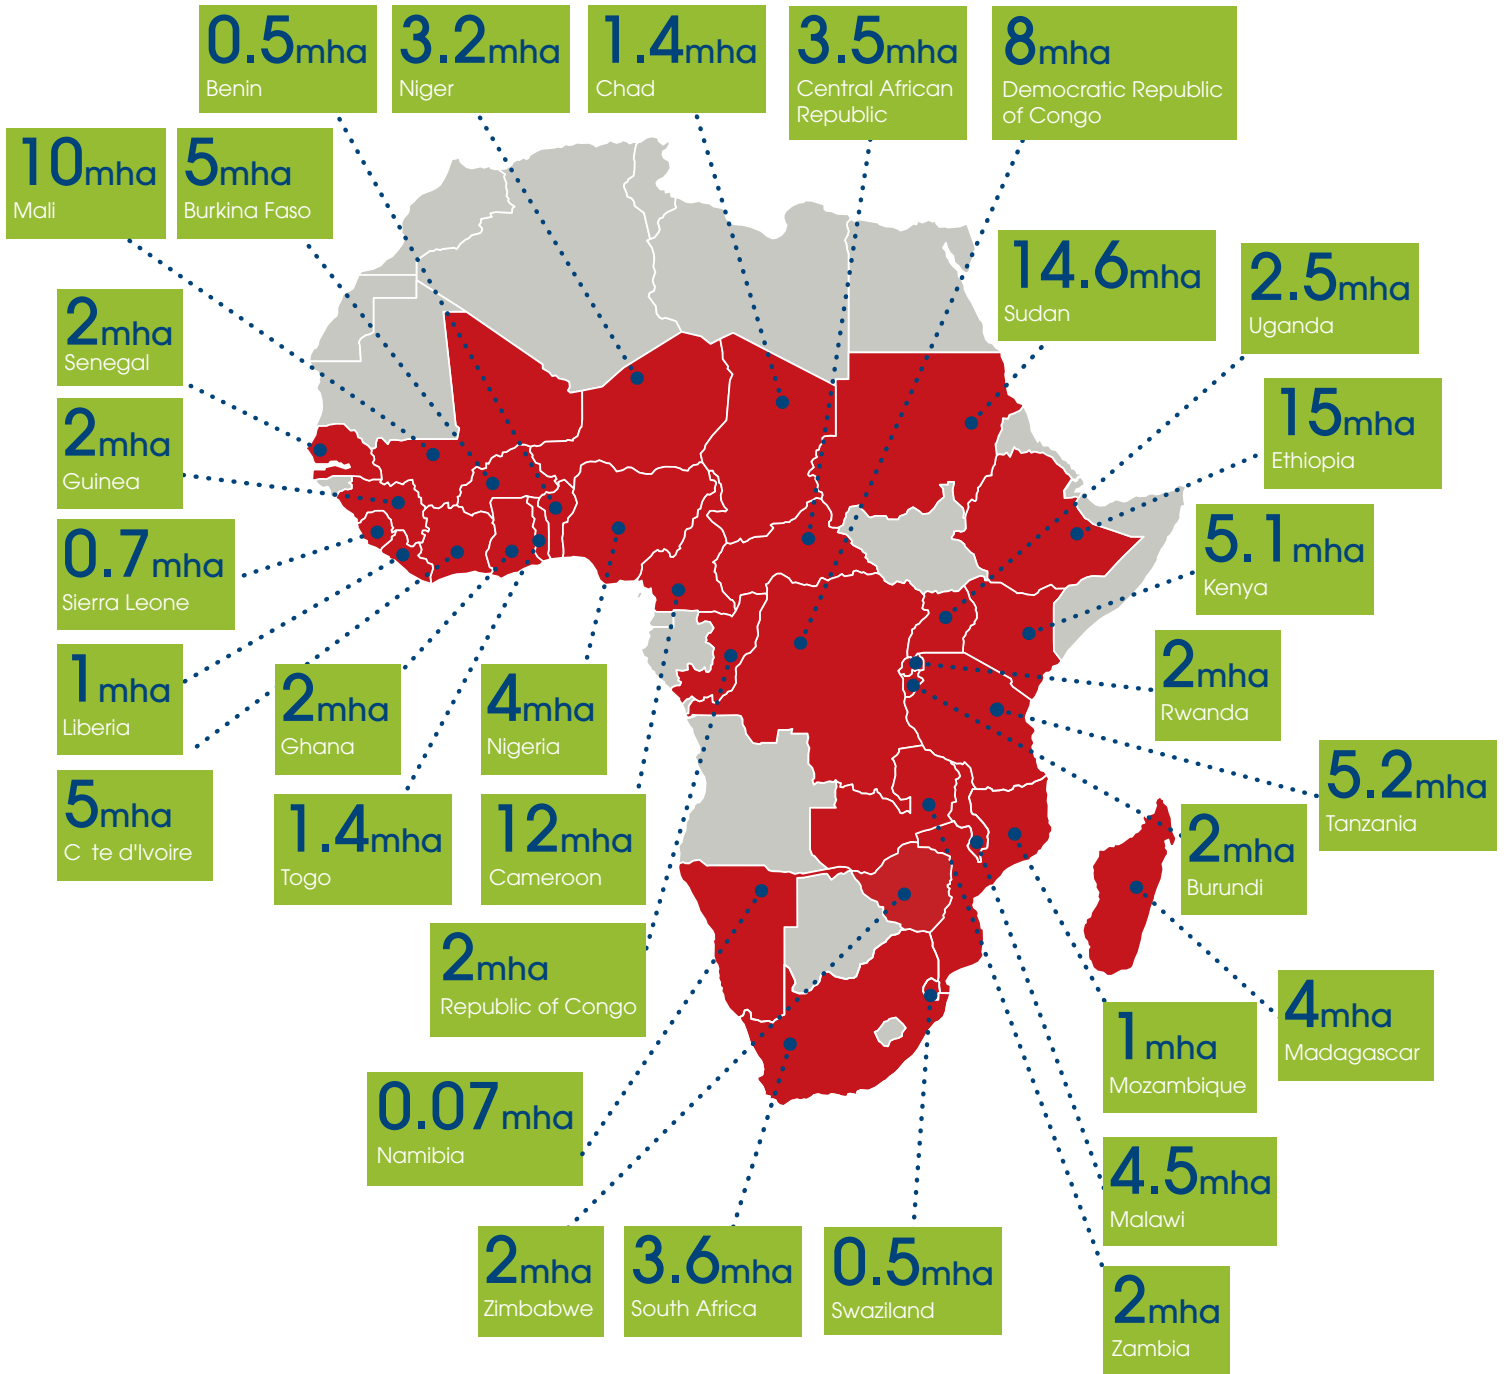 0.5mha
Benin
3.2mha
Niger
1.4mha
Chad
3.5mha
Central African
Republic
8mha
Democratic Republic
of Congo
10mha
Mali
5mha
Burkina Faso
14.6mha
Sudan
2.5mha
Uganda
2mha
Senegal
15mha
Ethiopia
2mha
Guinea
5.1mha
Kenya
0.7mha
Sierra Leone
1mha
Liberia
2mha
Ghana
4mha
Nigeria
2mha
Rwanda
5.2mha
Tanzania
5mha
C te d'Ivoire
1.4mha
Togo
12mha
Cameroon
2mha
Burundi
2mha
Republic of Congo
4mha
Madagascar
1mha
Mozambique
0.07mha
Namibia
4.5mha
Malawi
2mha
Zimbabwe
3.6mha
South Africa
0.5mha
Swaziland
2mha
Zambia